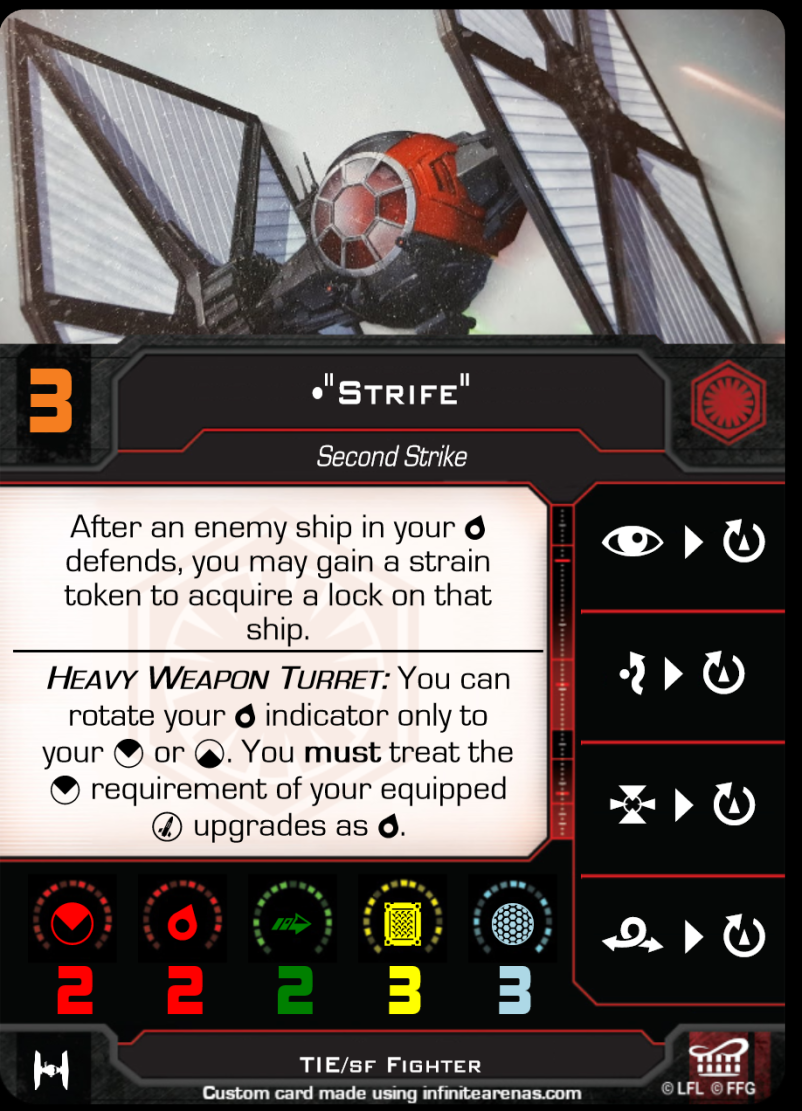 3
•"Strife"
Second Strike
After an enemy ship in your
defends, you may gain a strain
token to acquire a lock on that
ship.
Heavy Weapon Turret: You can
rotate your indicator only to
your or . You must treat the
requirement of your equipped
upgrades as .
2 2 2 3 3
TIE/sf Fighter
Custom card made using infinitearenas.com
© LFL © FFG